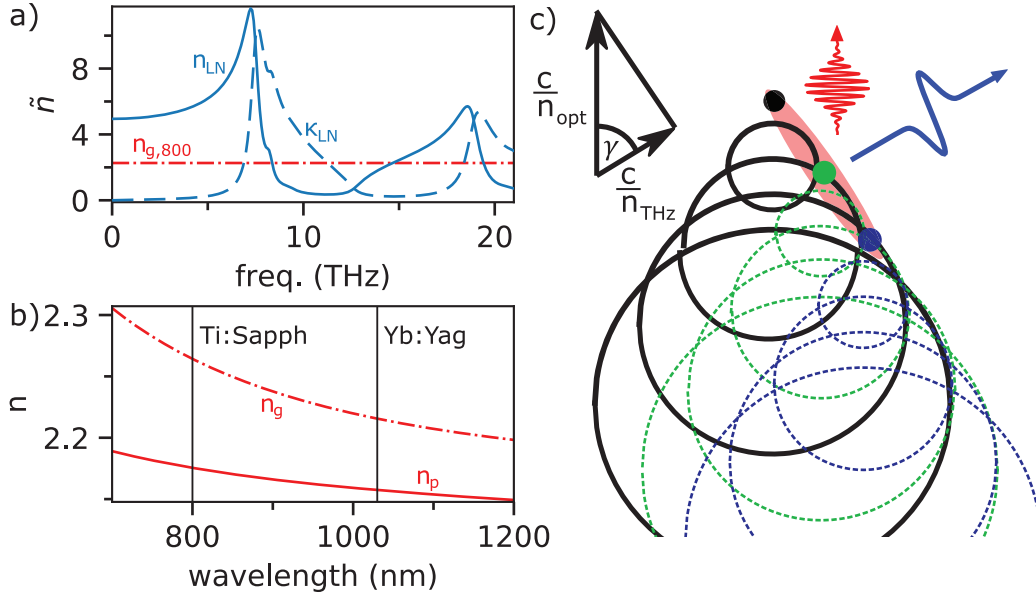 a)
ñ
0
4
8
n_LN
κ_LN
n_g,800
0
10
20
freq. (THz)
b)
n
2.3
2.2
Ti:Sapph
Yb:Yag
n_g
n_p
800
1000
1200
wavelength (nm)
c)
c
n_opt
γ
c
n_THz